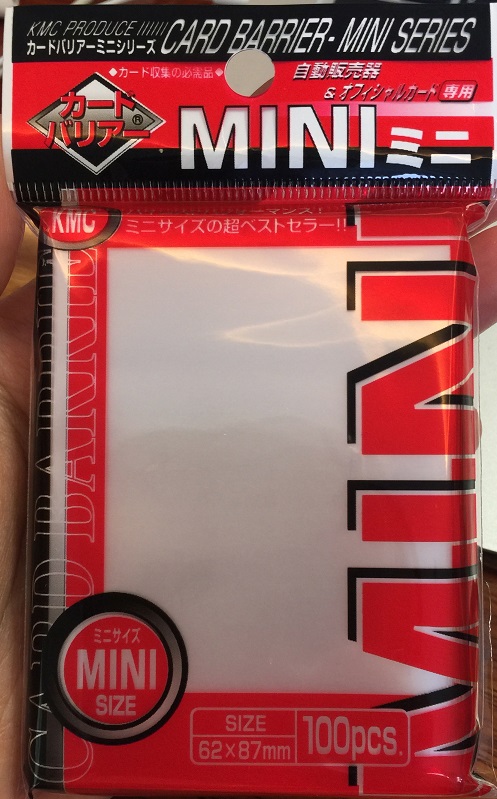 KMC PRODUCE
カードバリアーミニシリーズ
CARD BARRIER - MINI SERIES
◆カード収集の必需品◆
自動販売器
& オフィシャルカード 専用
カード
バリアー®
MINI ミニ
KMC
ミニサイズの超ベストセラー!!
CARD BARRIER
MINI
ミニサイズ
MINI
SIZE
SIZE
62×87mm
100pcs.